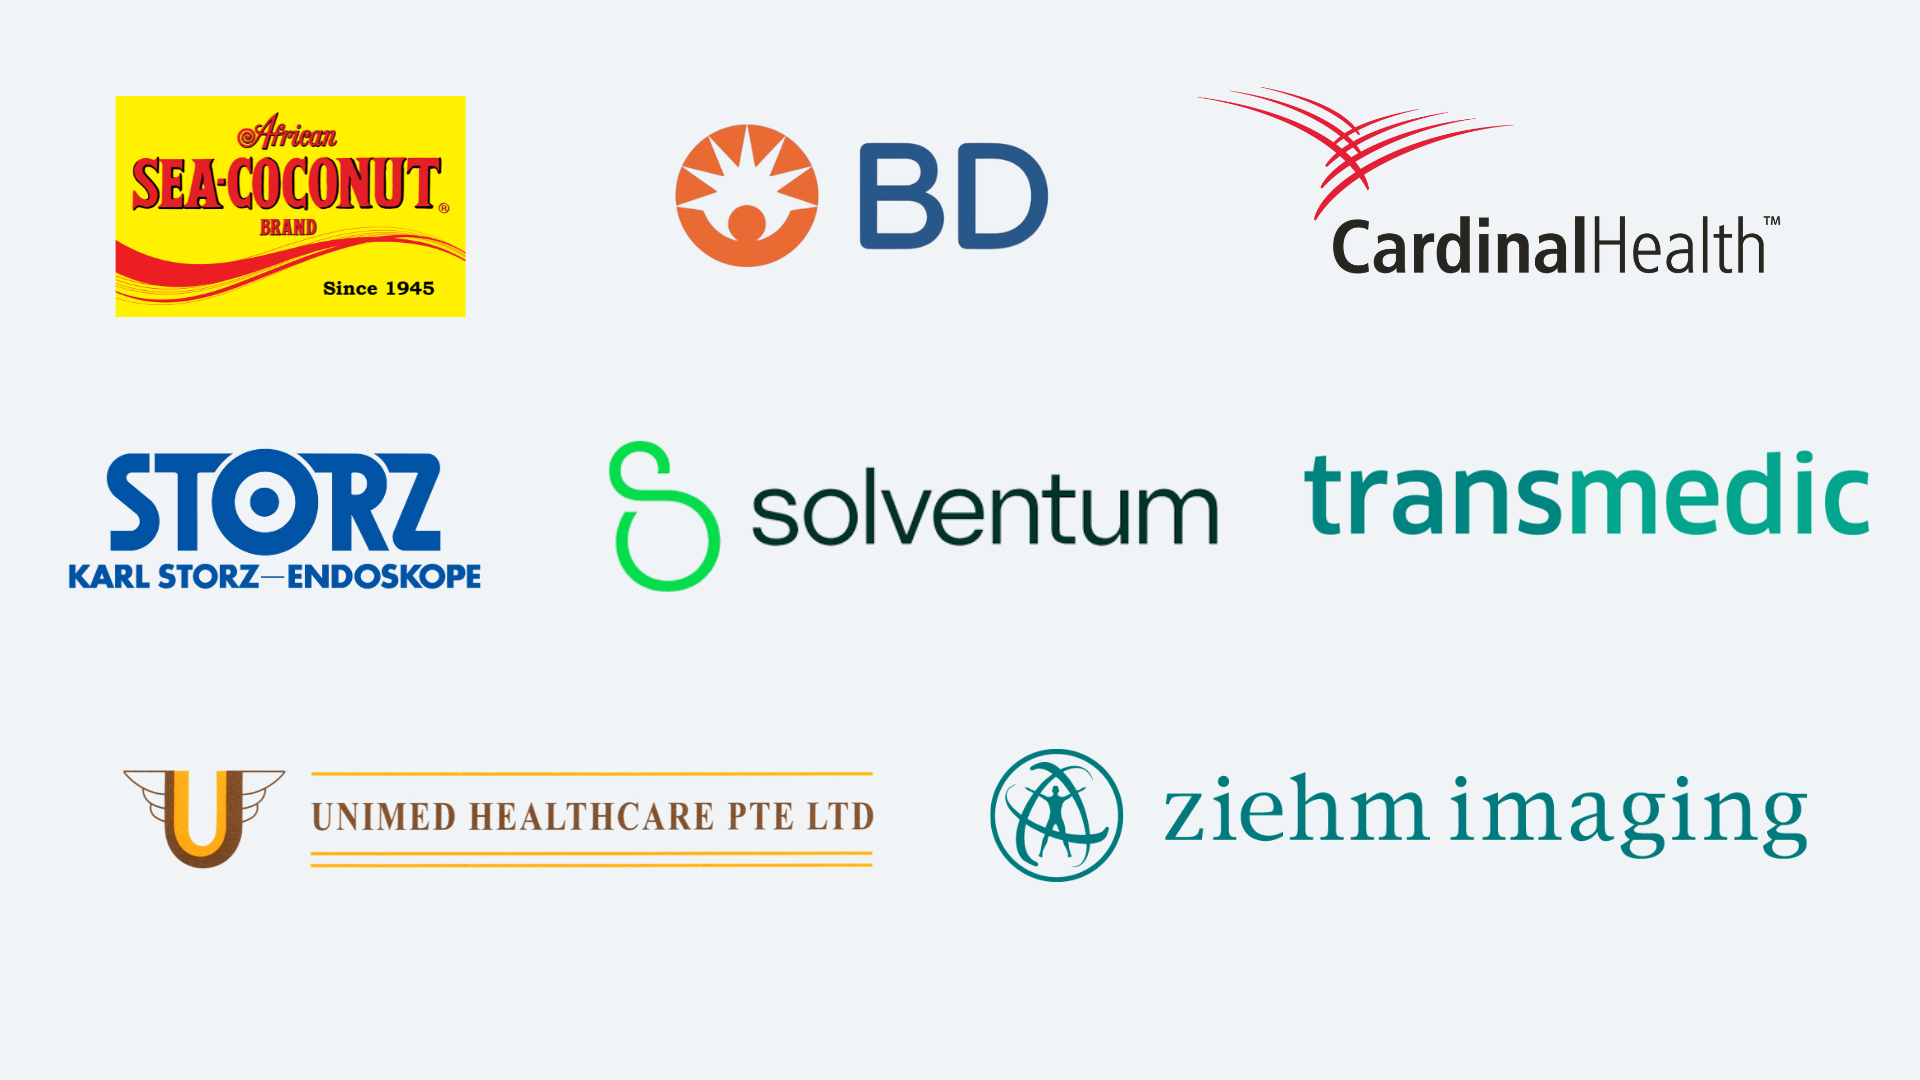 African
SEA-COCONUT®
BRAND
Since 1945
BD
CardinalHealth™
STORZ
KARL STORZ—ENDOSKOPE
solventum
transmedic
U
UNIMED HEALTHCARE PTE LTD
ziehm imaging